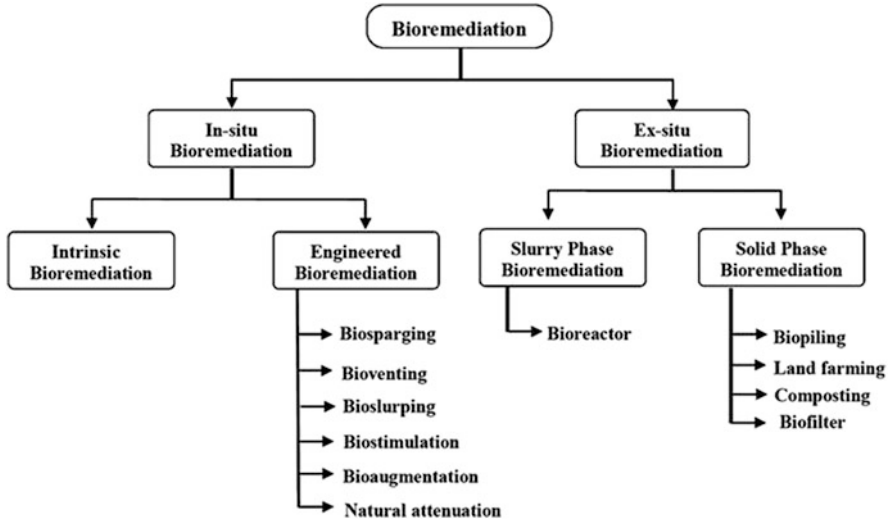 Bioremediation
In-situ
Bioremediation
Ex-situ
Bioremediation
Intrinsic
Bioremediation
Engineered
Bioremediation
Slurry Phase
Bioremediation
Solid Phase
Bioremediation
Biosparging
Bioventing
Bioslurping
Biostimulation
Bioaugmentation
Natural attenuation
Bioreactor
Biopiling
Land farming
Composting
Biofilter